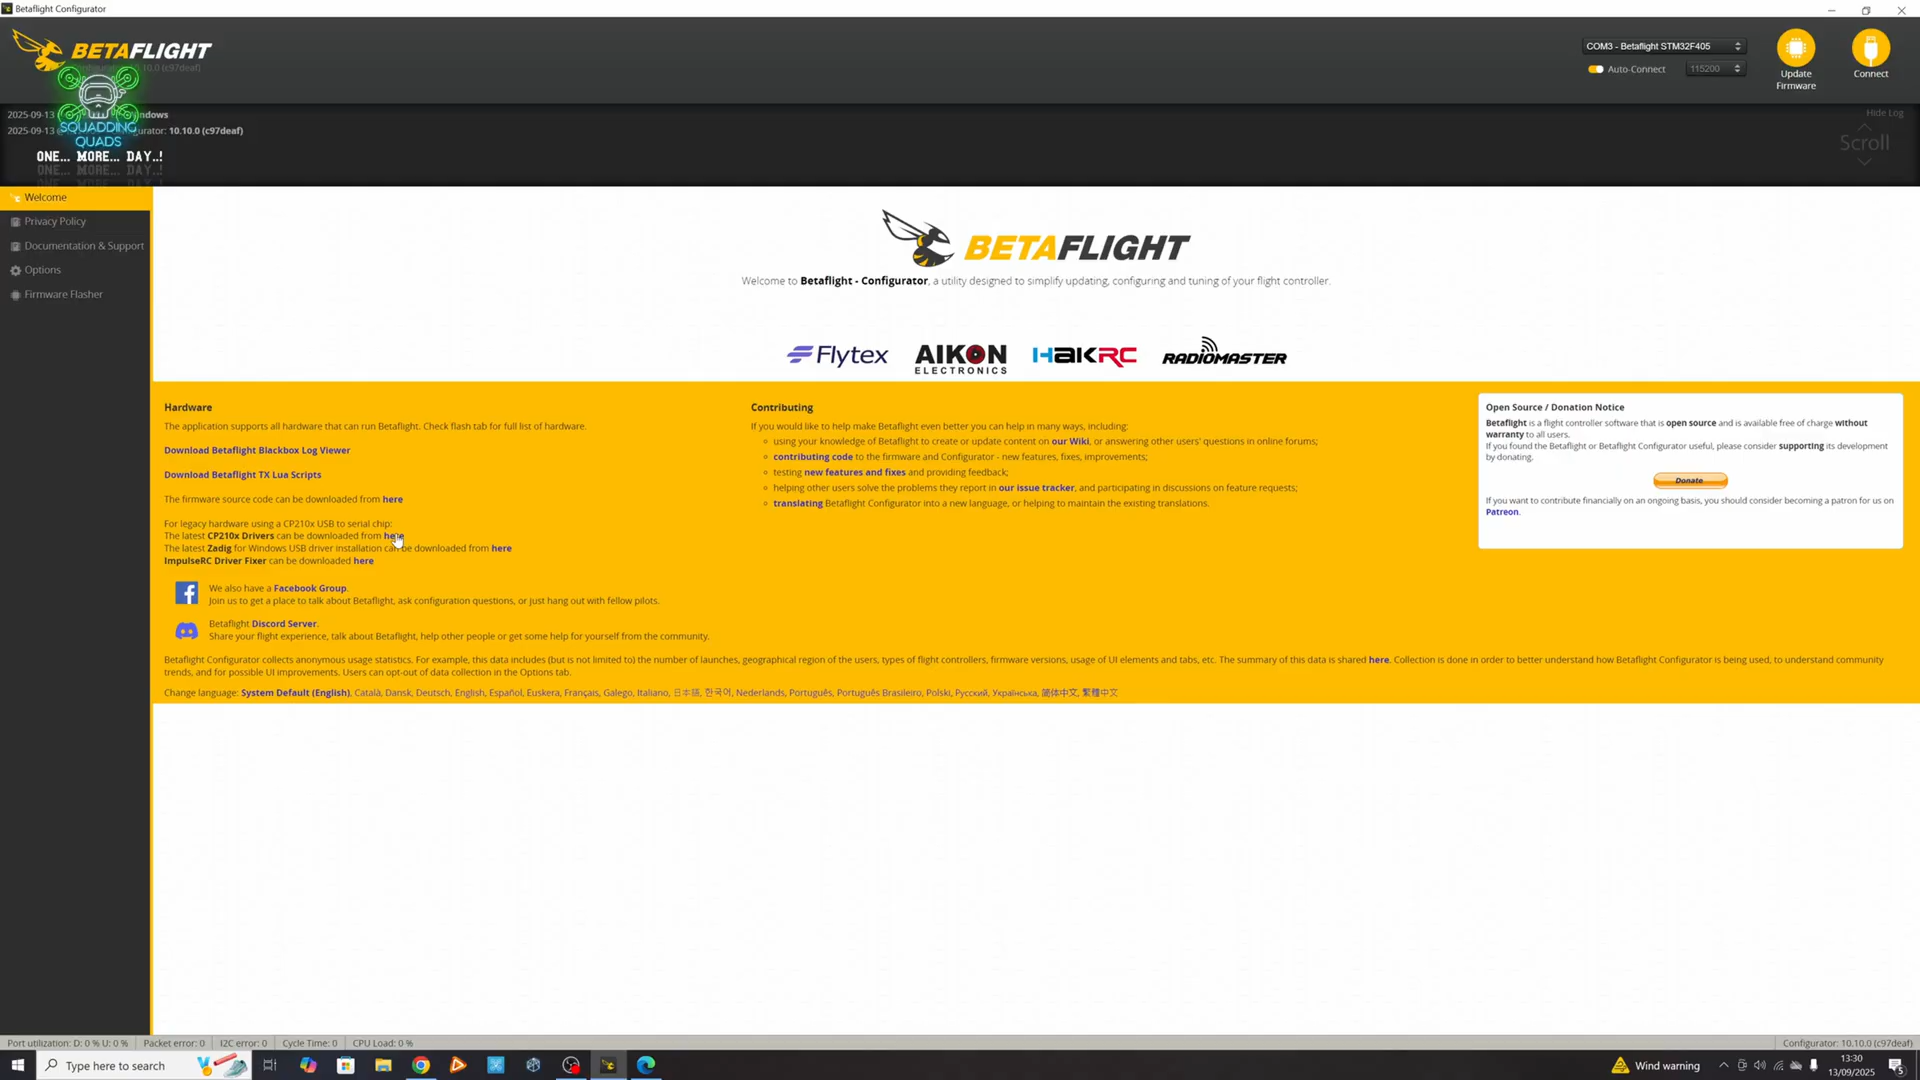 Betaflight Configurator
BETAFLIGHT
COM3 - Betaflight STM32F405
Auto-Connect
115200
Update
Firmware
Connect
2025-09-13
ndows
Hide Log
2025-09-13
urator: 10.10.0 (c97deaf)
SQUADDING
QUADS
ONE... MORE... DAY..!
Scroll
Welcome
Privacy Policy
Documentation & Support
Options
Firmware Flasher
BETAFLIGHT
Welcome to Betaflight - Configurator, a utility designed to simplify updating, configuring and tuning of your flight controller.
Flytex
AIKON
ELECTRONICS
HAKRC
RADIOMASTER
Hardware
The application supports all hardware that can run Betaflight. Check flash tab for full list of hardware.
Download Betaflight Blackbox Log Viewer
Download Betaflight TX Lua Scripts
The firmware source code can be downloaded from here
For legacy hardware using a CP210x USB to serial chip:
The latest CP210x Drivers can be downloaded from here
The latest Zadig for Windows USB driver installation can be downloaded from here
ImpulseRC Driver Fixer can be downloaded here
We also have a Facebook Group.
Join us to get a place to talk about Betaflight, ask configuration questions, or just hang out with fellow pilots.
Betaflight Discord Server.
Share your flight experience, talk about Betaflight, help other people or get some help for yourself from the community.
Contributing
If you would like to help make Betaflight even better you can help in many ways, including:
using your knowledge of Betaflight to create or update content on our Wiki, or answering other users' questions in online forums;
contributing code to the firmware and Configurator - new features, fixes, improvements;
testing new features and fixes and providing feedback;
helping other users solve the problems they report in our issue tracker, and participating in discussions on feature requests;
translating Betaflight Configurator into a new language, or helping to maintain the existing translations.
Open Source / Donation Notice
Betaflight is a flight controller software that is open source and is available free of charge without
warranty to all users.
If you found the Betaflight or Betaflight Configurator useful, please consider supporting its development
by donating.
Donate
If you want to contribute financially on an ongoing basis, you should consider becoming a patron for us on
Patreon.
Betaflight Configurator collects anonymous usage statistics. For example, this data includes (but is not limited to) the number of launches, geographical region of the users, types of flight controllers, firmware versions, usage of UI elements and tabs, etc. The summary of this data is shared here. Collection is done in order to better understand how Betaflight Configurator is being used, to understand community
trends, and for possible UI improvements. Users can opt-out of data collection in the Options tab.
Change language: System Default (English), Català, Dansk, Deutsch, English, Español, Euskera, Français, Galego, Italiano, 日本語, 한국어, Nederlands, Português, Português Brasileiro, Polski, Русский, Українська, 简体中文, 繁體中文
Port utilization: D: 0 % U: 0 %
Packet error: 0
I2C error: 0
Cycle Time: 0
CPU Load: 0 %
Configurator: 10.10.0 (c97deaf)
Type here to search
Wind warning
13:30
13/09/2025
5